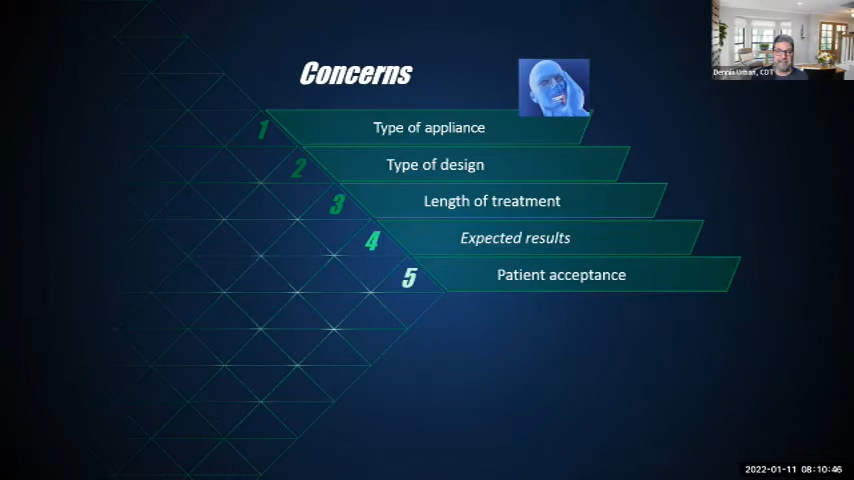 Concerns
1 Type of appliance
2 Type of design
3 Length of treatment
4 Expected results
5 Patient acceptance
Dennis Urban, CDT
2022-01-11 08:10:46